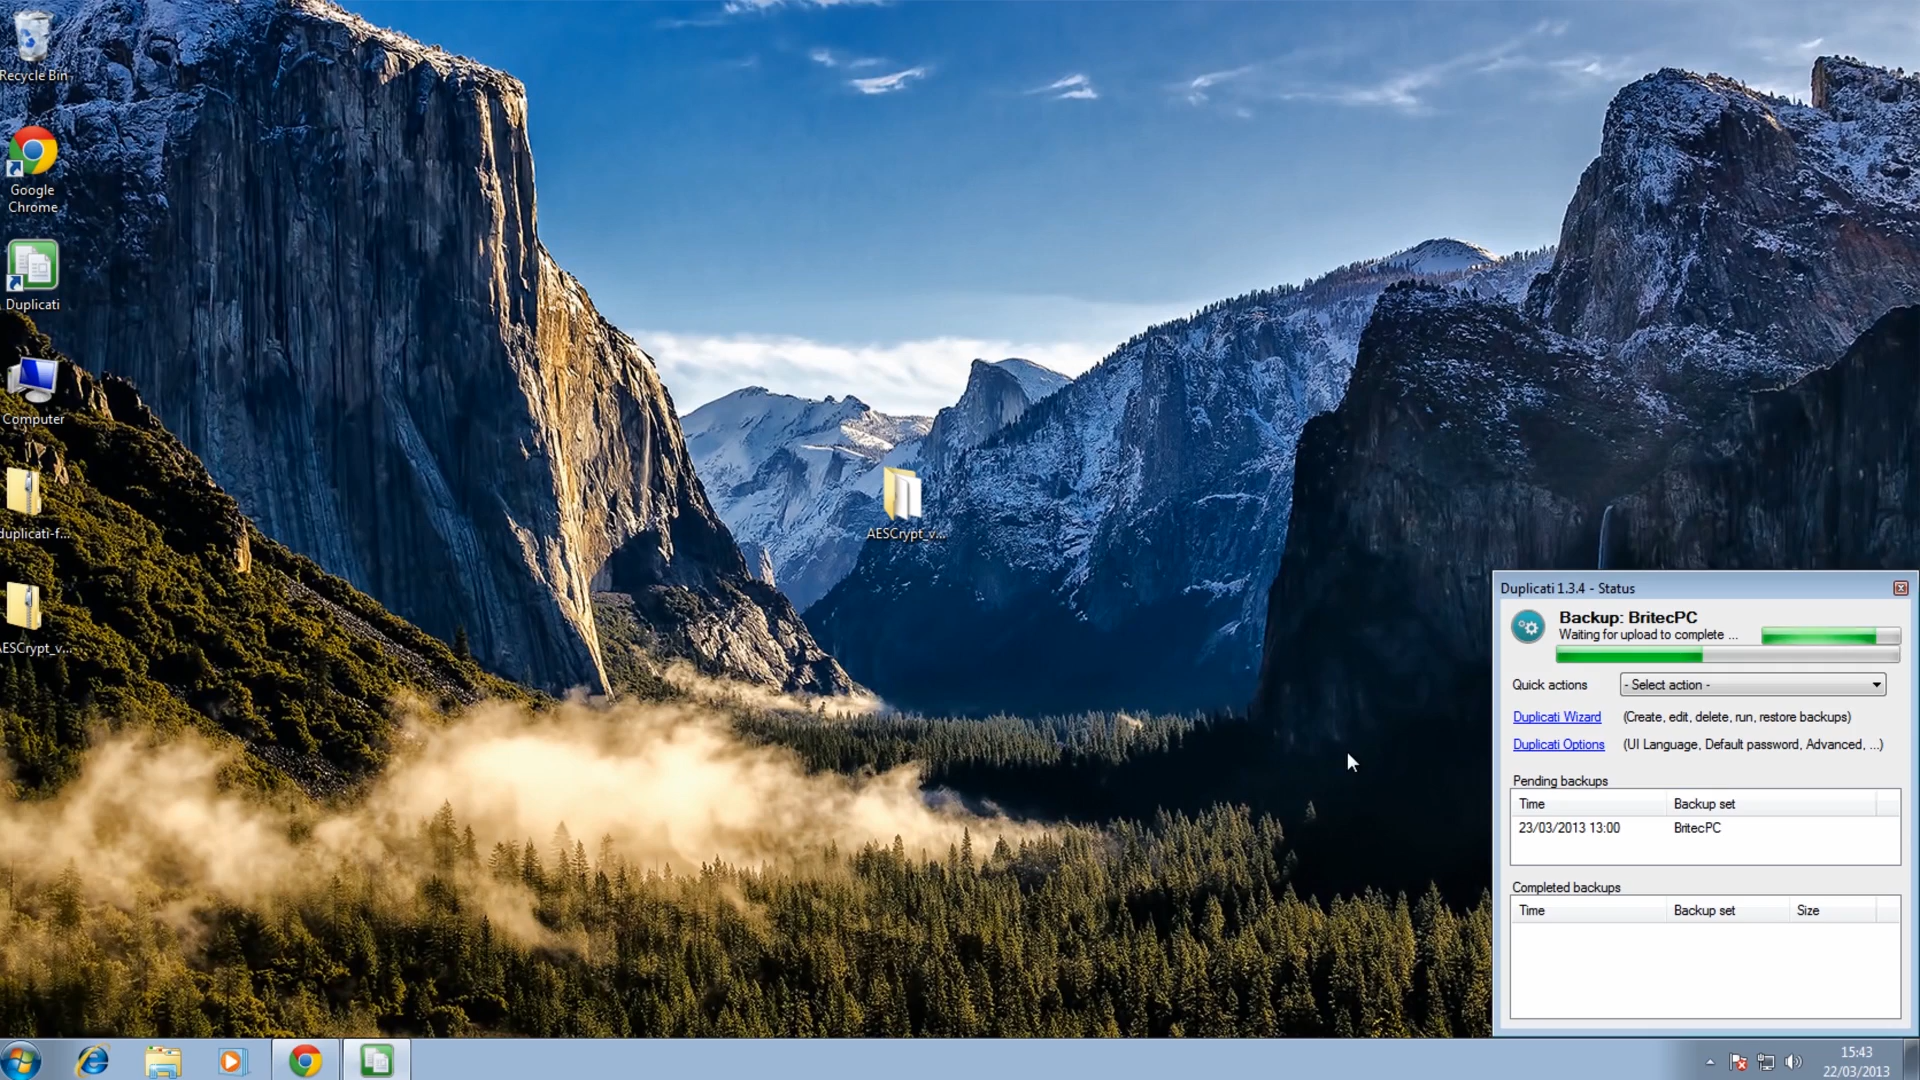 Recycle Bin
Google
Chrome
Duplicati
Computer
duplicati-f...
AESCrypt_v...
AESCrypt_v...
Duplicati 1.3.4 - Status
Backup: BritecPC
Waiting for upload to complete ...
Quick actions
- Select action -
Duplicati Wizard (Create, edit, delete, run, restore backups)
Duplicati Options (UI Language, Default password, Advanced, ...)
Pending backups
Time Backup set
23/03/2013 13:00 BritecPC
Completed backups
Time Backup set Size
15:43
22/03/2013